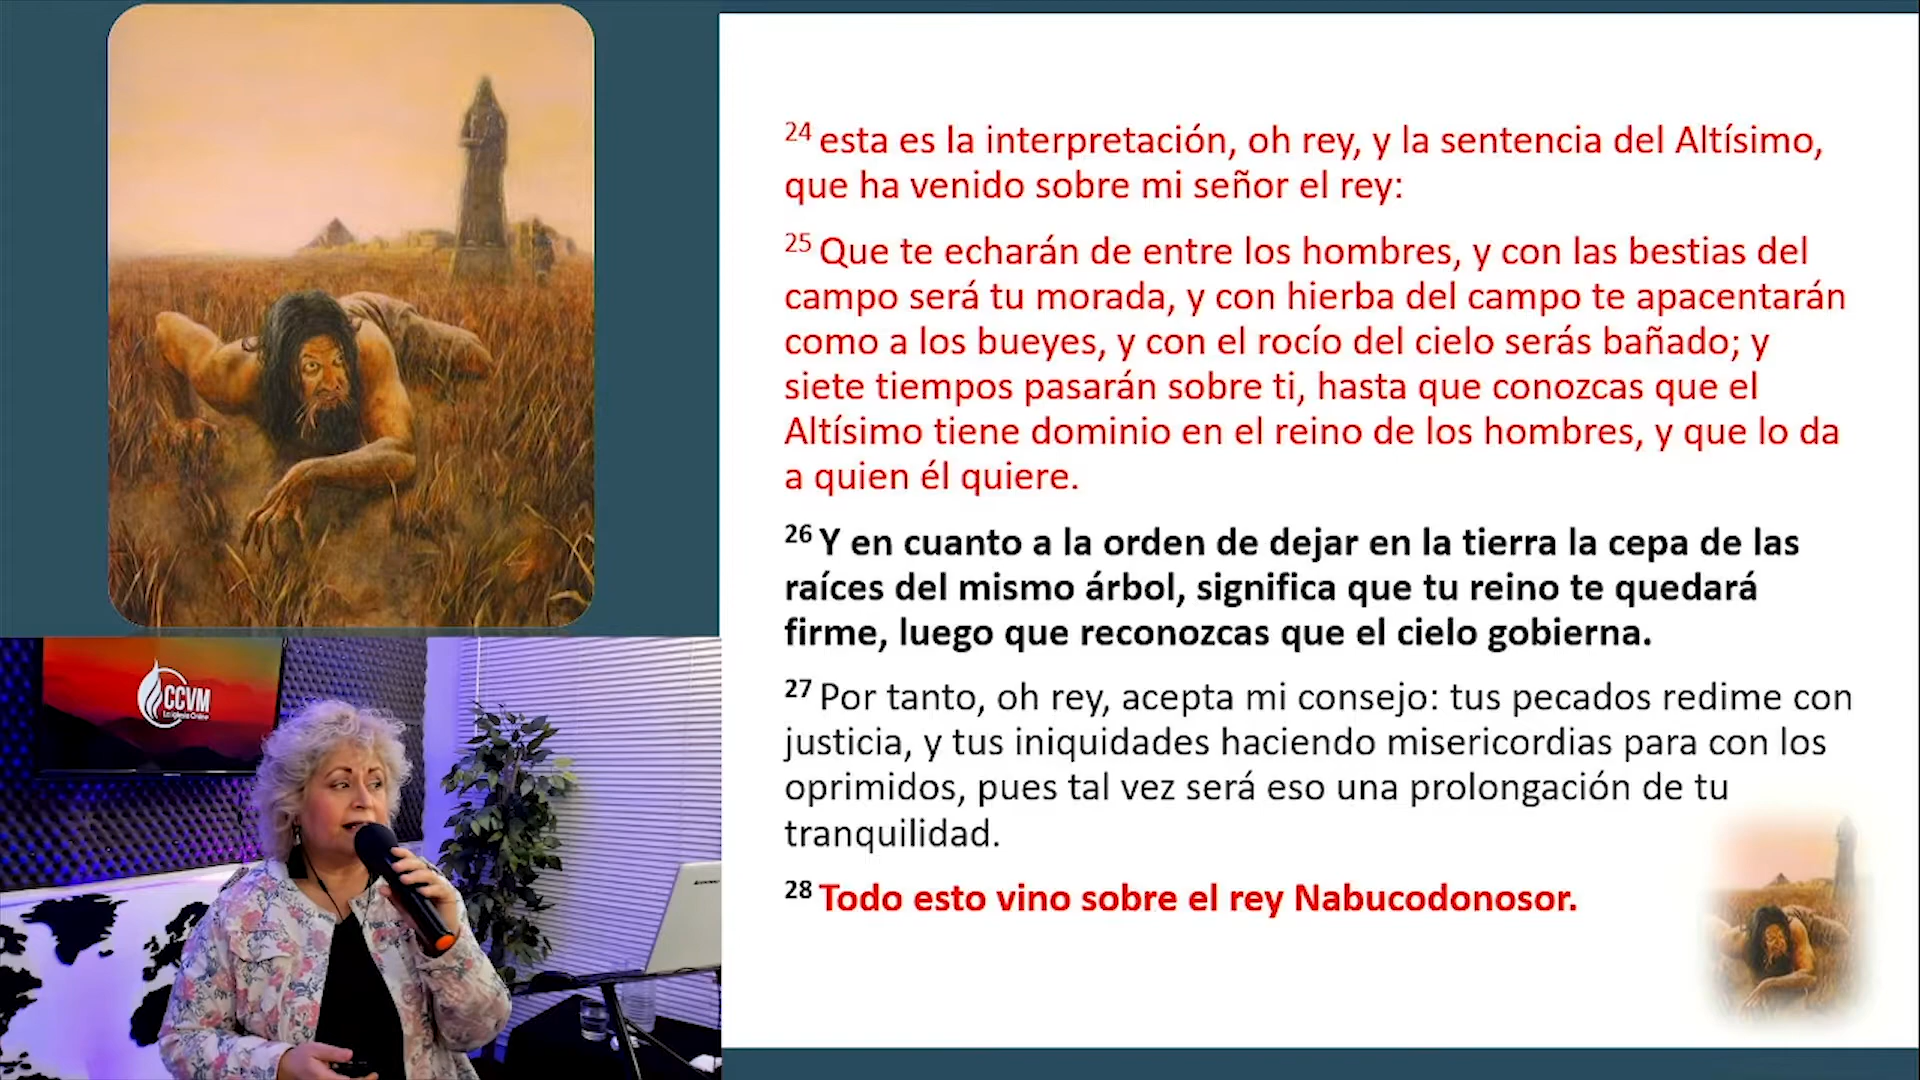 24 esta es la interpretación, oh rey, y la sentencia del Altísimo,
que ha venido sobre mi señor el rey:
25 Que te echarán de entre los hombres, y con las bestias del
campo será tu morada, y con hierba del campo te apacentarán
como a los bueyes, y con el rocío del cielo serás bañado; y
siete tiempos pasarán sobre ti, hasta que conozcas que el
Altísimo tiene dominio en el reino de los hombres, y que lo da
a quien él quiere.
26 Y en cuanto a la orden de dejar en la tierra la cepa de las
raíces del mismo árbol, significa que tu reino te quedará
firme, luego que reconozcas que el cielo gobierna.
27 Por tanto, oh rey, acepta mi consejo: tus pecados redime con
justicia, y tus iniquidades haciendo misericordias para con los
oprimidos, pues tal vez será eso una prolongación de tu
tranquilidad.
28 Todo esto vino sobre el rey Nabucodonosor.
CCVM
La Iglesia Online